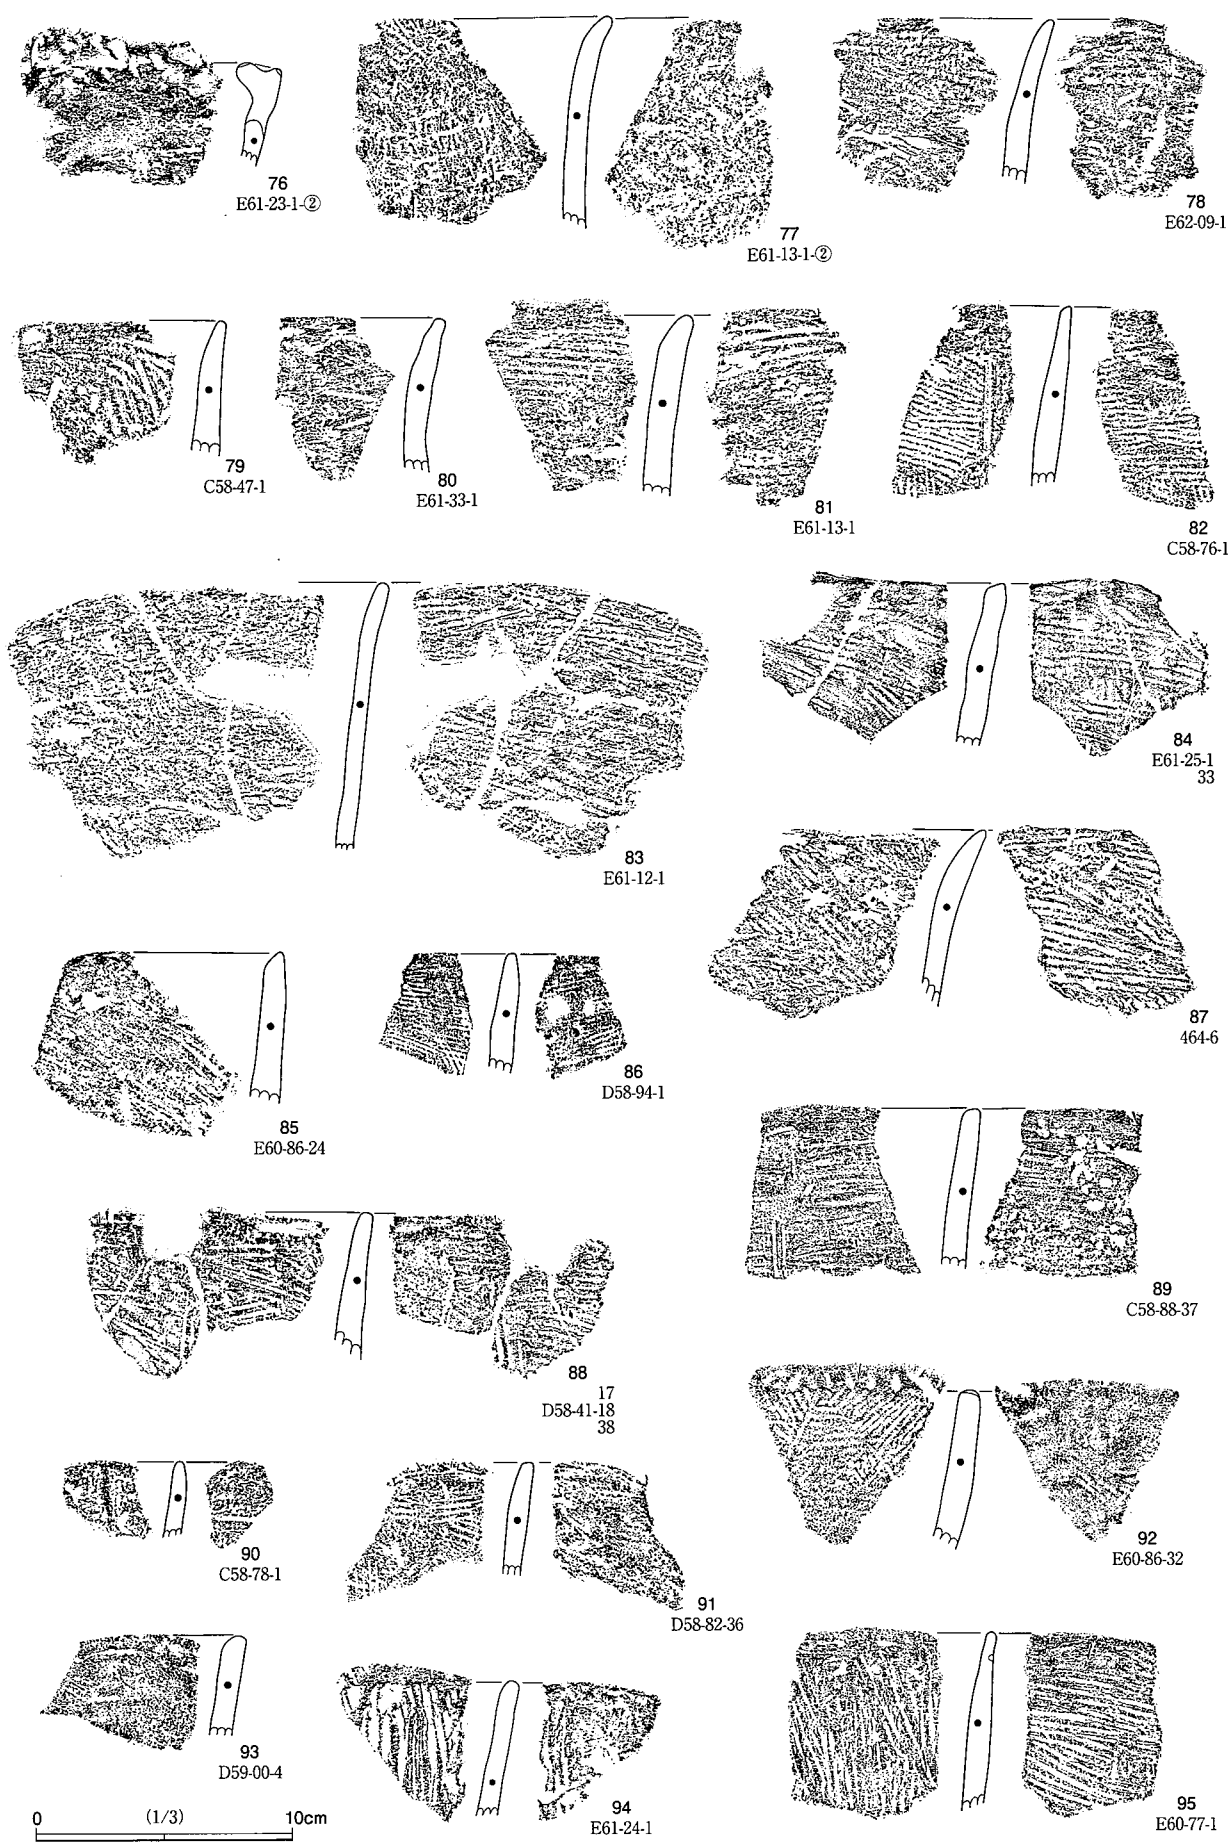 76
E61-23-1-②
77
E61-13-1-②
78
E62-09-1
79
C58-47-1
80
E61-33-1
81
E61-13-1
82
C58-76-1
83
E61-12-1
84
E61-25-1
33
85
E60-86-24
86
D58-94-1
87
464-6
88
17
D58-41-18
38
89
C58-88-37
90
C58-78-1
91
D58-82-36
92
E60-86-32
93
D59-00-4
94
E61-24-1
95
E60-77-1
0 (1/3) 10cm